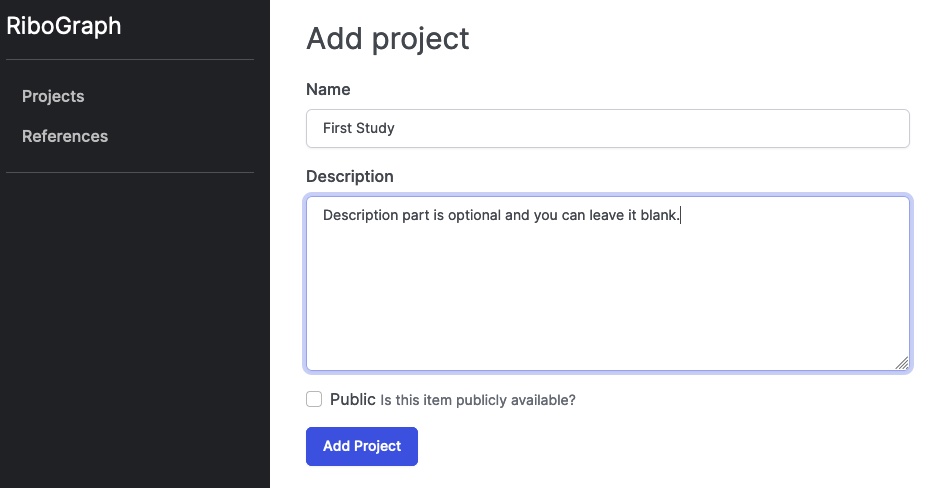 RiboGraph
Projects
References
Add project
Name
First Study
Description
Description part is optional and you can leave it blank.
Public Is this item publicly available?
Add Project